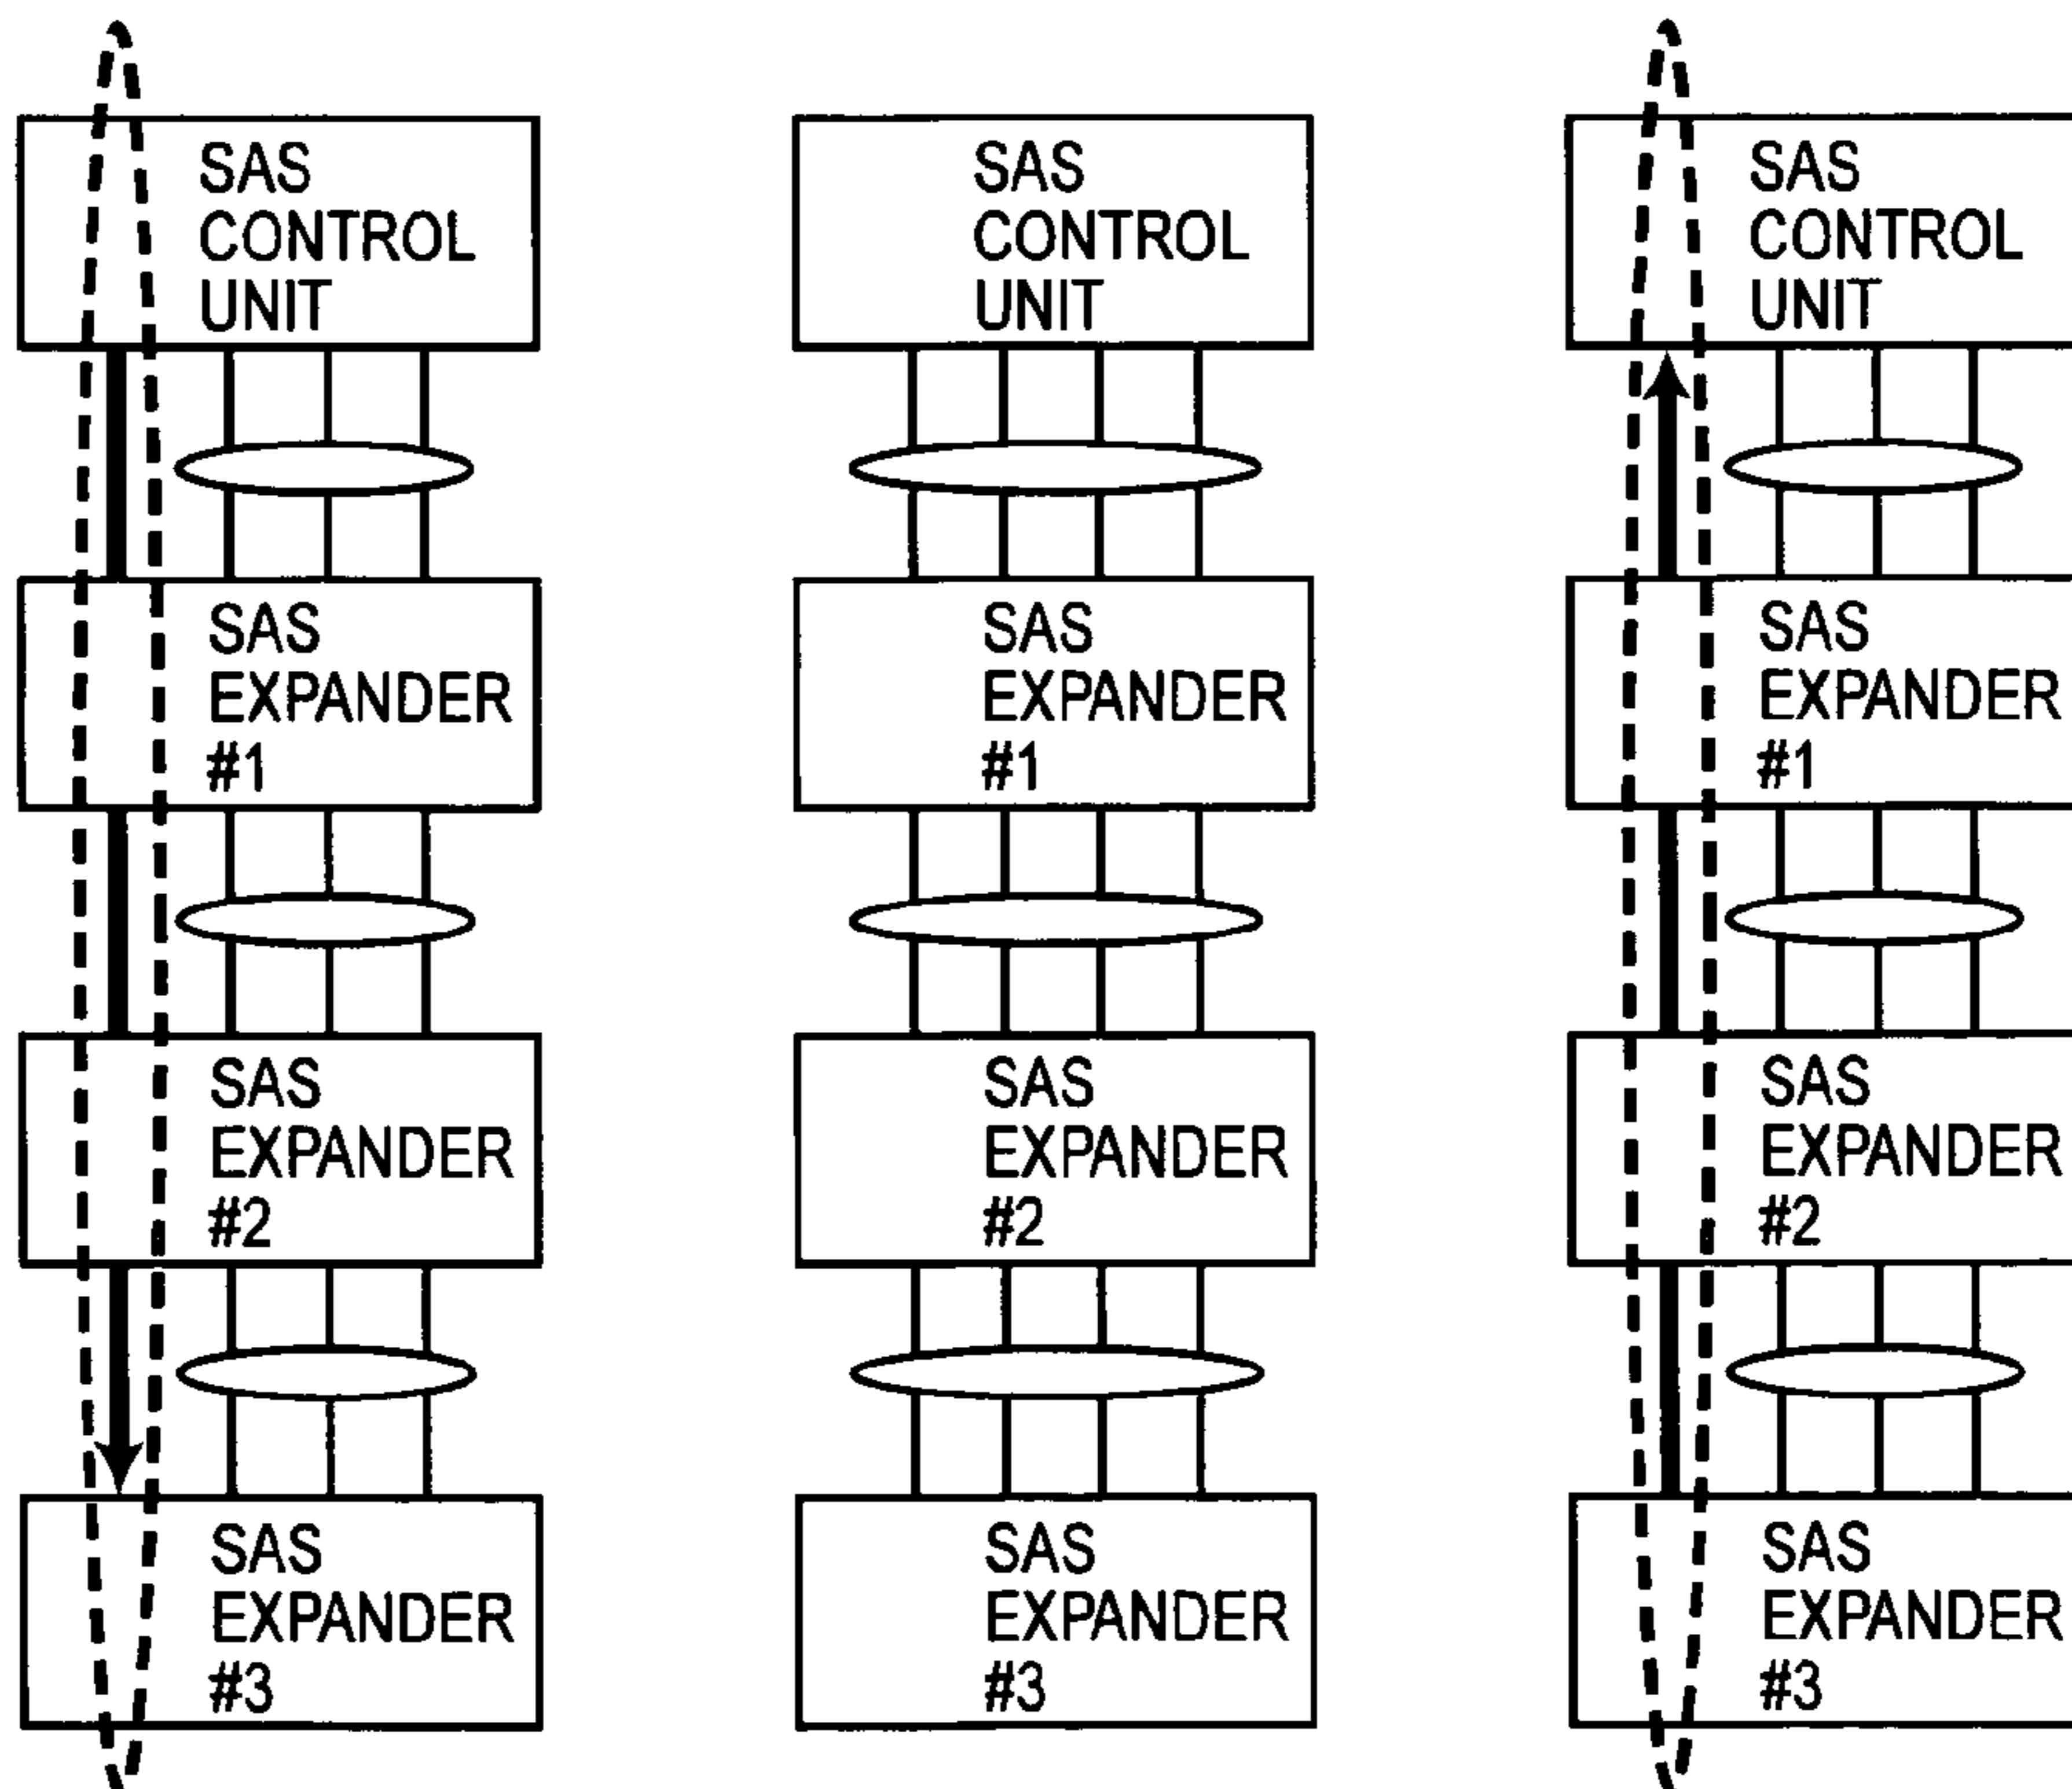 SAS
CONTROL
UNIT
SAS
EXPANDER
#1
SAS
EXPANDER
#2
SAS
EXPANDER
#3
SAS
CONTROL
UNIT
SAS
EXPANDER
#1
SAS
EXPANDER
#2
SAS
EXPANDER
#3
SAS
CONTROL
UNIT
SAS
EXPANDER
#1
SAS
EXPANDER
#2
SAS
EXPANDER
#3